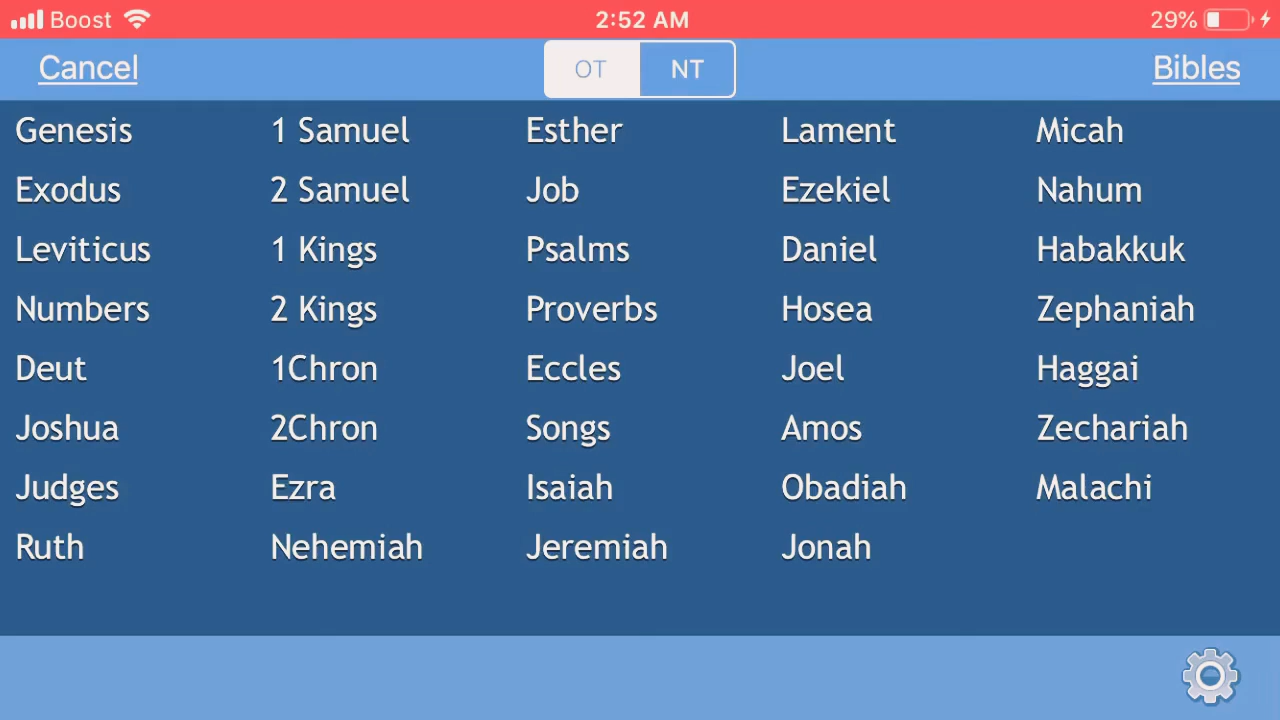 Boost 2:52 AM 29%
Cancel OT NT Bibles
Genesis 1 Samuel Esther Lament Micah
Exodus 2 Samuel Job Ezekiel Nahum
Leviticus 1 Kings Psalms Daniel Habakkuk
Numbers 2 Kings Proverbs Hosea Zephaniah
Deut 1Chron Eccles Joel Haggai
Joshua 2Chron Songs Amos Zechariah
Judges Ezra Isaiah Obadiah Malachi
Ruth Nehemiah Jeremiah Jonah